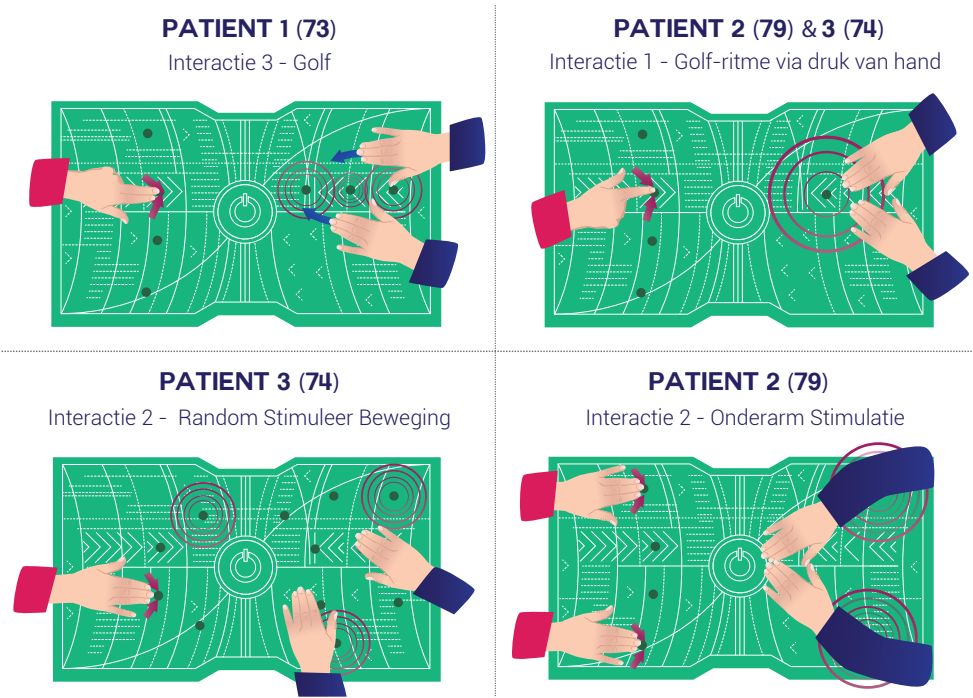 PATIENT 1 (73)
Interactie 3 - Golf
PATIENT 2 (79) & 3 (74)
Interactie 1 - Golf-ritme via druk van hand
PATIENT 3 (74)
Interactie 2 - Random Stimuleer Beweging
PATIENT 2 (79)
Interactie 2 - Onderarm Stimulatie